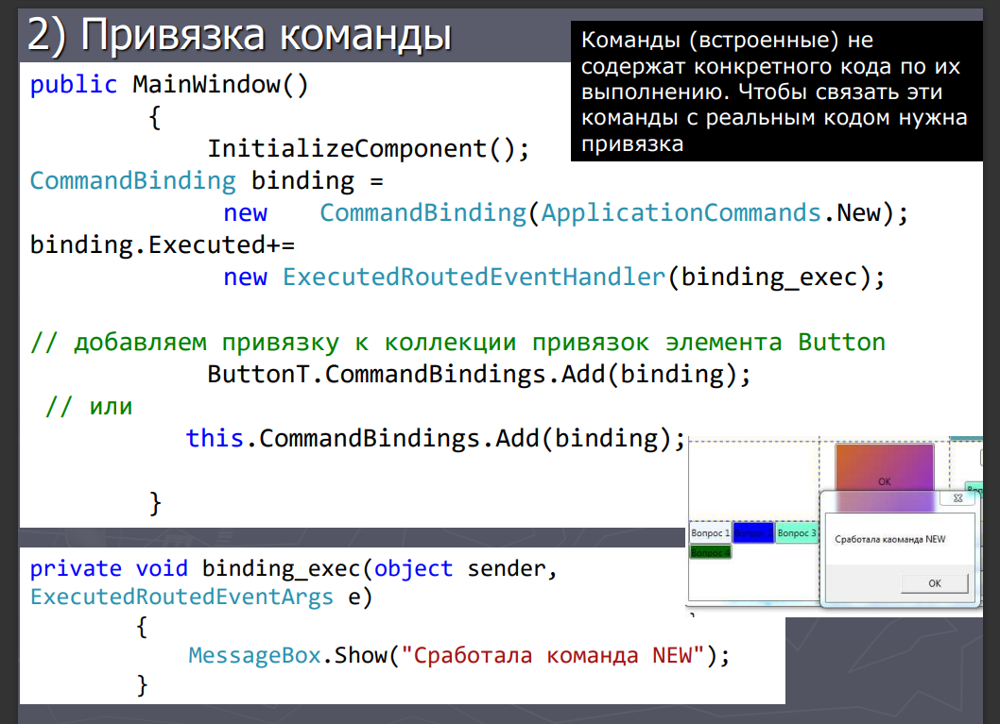 2) Привязка команды
Команды (встроенные) не
содержат конкретного кода по их
выполнению. Чтобы связать эти
команды с реальным кодом нужна
привязка
public MainWindow()
{
InitializeComponent();
CommandBinding binding =
new CommandBinding(ApplicationCommands.New);
binding.Executed+=
new ExecutedRoutedEventHandler(binding_exec);
// добавляем привязку к коллекции привязок элемента Button
ButtonT.CommandBindings.Add(binding);
// или
this.CommandBindings.Add(binding);
}
OK
Вопрос 1 Вопрос 3
Сработала каоманда NEW
OK
private void binding_exec(object sender,
ExecutedRoutedEventArgs e)
{
MessageBox.Show("Сработала команда NEW");
}